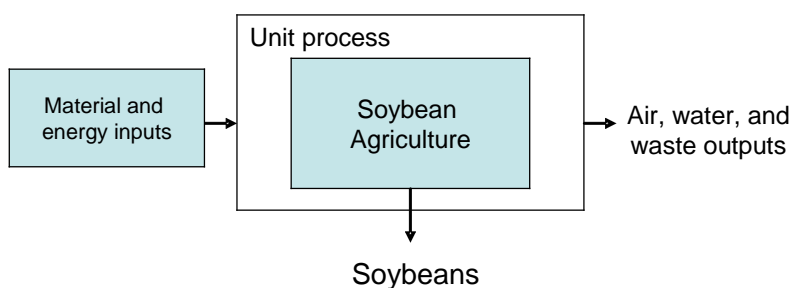 Unit process
Material and
energy inputs
Soybean
Agriculture
Air, water, and
waste outputs
Soybeans